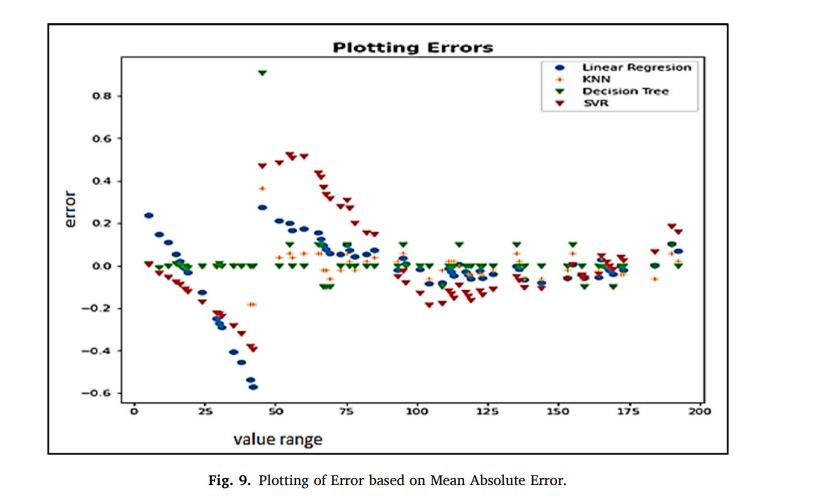 Plotting Errors
Linear Regresion
KNN
Decision Tree
SVR
0.8
0.6
0.4
0.2
0.0
−0.2
−0.4
−0.6
error
0 25 50 75 100 125 150 175 200
value range
Fig. 9. Plotting of Error based on Mean Absolute Error.